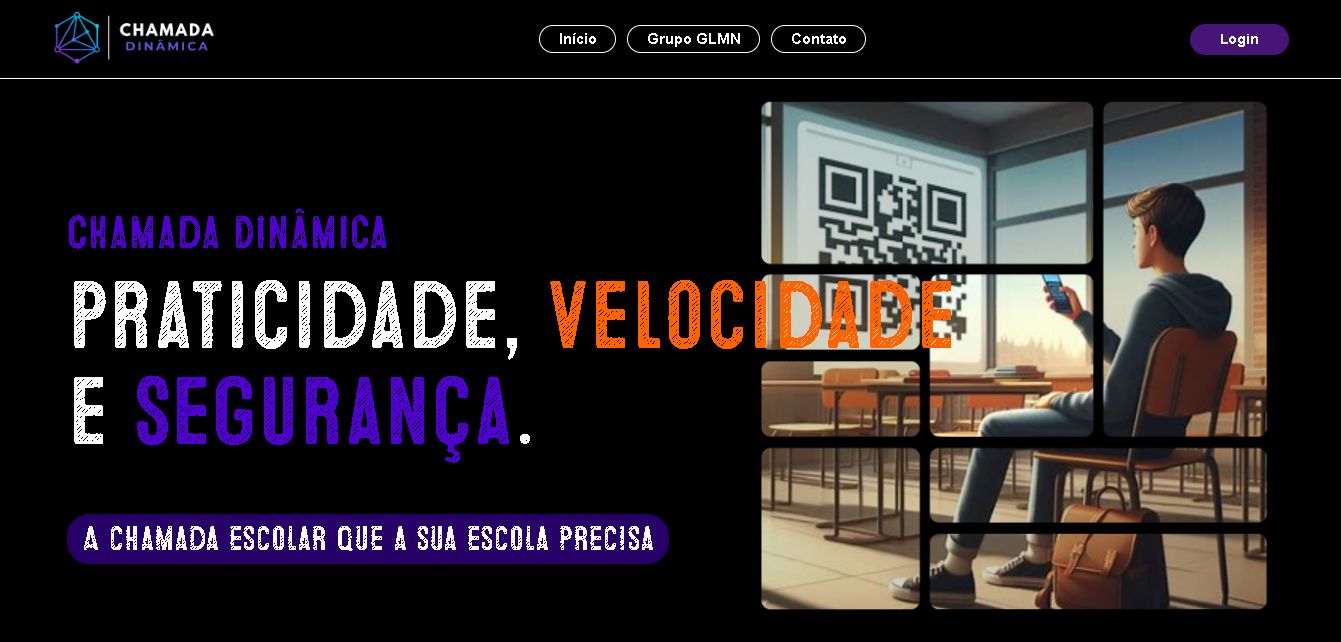 CHAMADA
DINÂMICA
Início
Grupo GLMN
Contato
Login
CHAMADA DINÂMICA
PRATICIDADE, VELOCIDADE
E SEGURANÇA.
A CHAMADA ESCOLAR QUE A SUA ESCOLA PRECISA